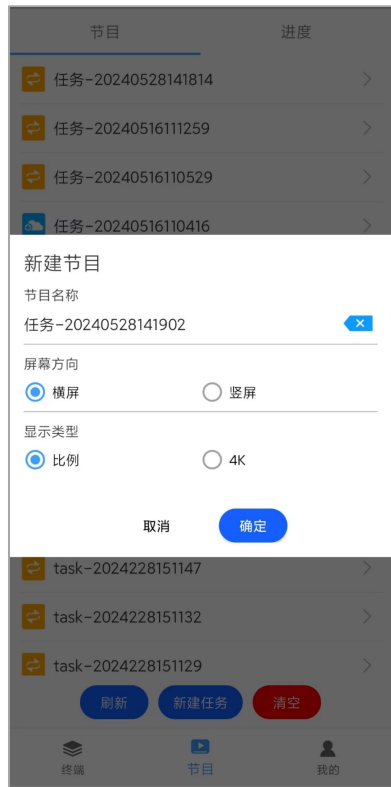 节目 进度
任务-20240528141814
任务-20240516111259
任务-20240516110529
任务-20240516110416
新建节目
节目名称
任务-20240528141902
屏幕方向
横屏 竖屏
显示类型
比例 4K
取消 确定
task-2024228151147
task-2024228151132
task-2024228151129
刷新 新建任务 清空
终端 节目 我的